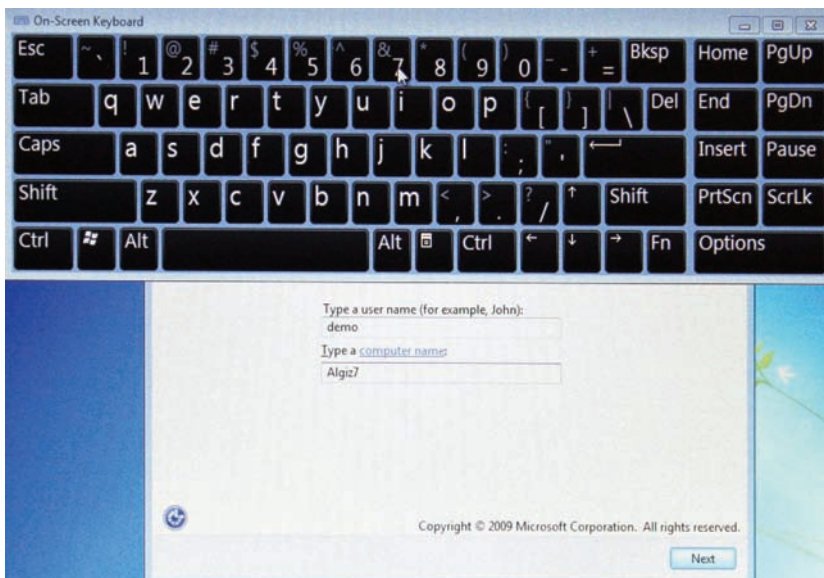 On-Screen Keyboard
Esc ~ ` ! 1 @ 2 # 3 $ 4 % 5 ^ 6 & 7 * 8 ( 9 ) 0 _ - + = Bksp Home PgUp
Tab q w e r t y u i o p { [ } ] | \ Del End PgDn
Caps a s d f g h j k l : ; " ' Insert Pause
Shift z x c v b n m < , > . ? / ↑ Shift PrtScn ScrLk
Ctrl Alt Alt Ctrl ← ↓ → Fn Options
Type a user name (for example, John):
demo
Type a computer name:
Algiz7
Copyright © 2009 Microsoft Corporation. All rights reserved.
Next